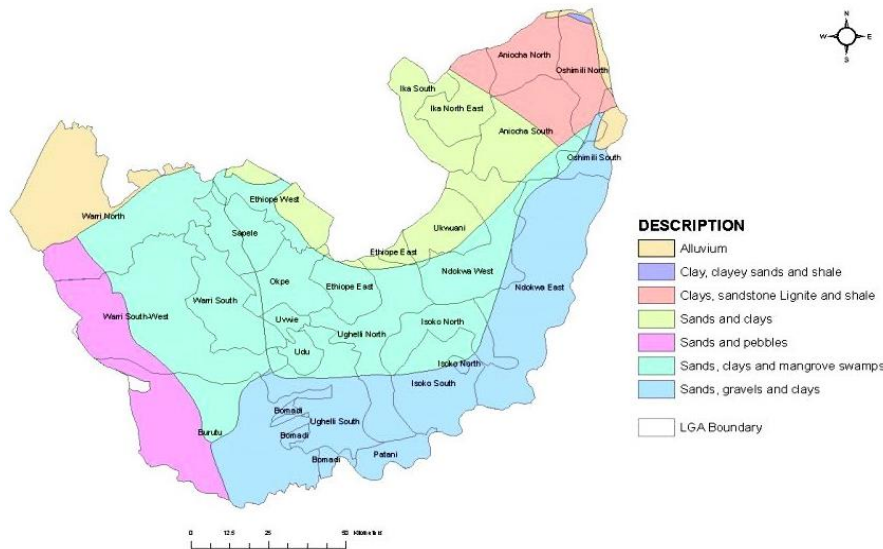 N
W E
S
Aniocha North
Oshimili North
Ika South
Ika North East
Aniocha South
Oshimili South
Warri North
Ethiope West
Sapele
Ukwuani
Ethiope East
Ndokwa West
Okpe
Ethiope East
Ndokwa East
Warri South
Warri South-West
Uvwie
Ughelli North
Isoko North
Udu
Isoko North
Isoko South
Bomadi
Ughelli South
Burutu
Bomadi
Bomadi
Patani
DESCRIPTION
Alluvium
Clay, clayey sands and shale
Clays, sandstone Lignite and shale
Sands and clays
Sands and pebbles
Sands, clays and mangrove swamps
Sands, gravels and clays
LGA Boundary
0 12.5 25 50